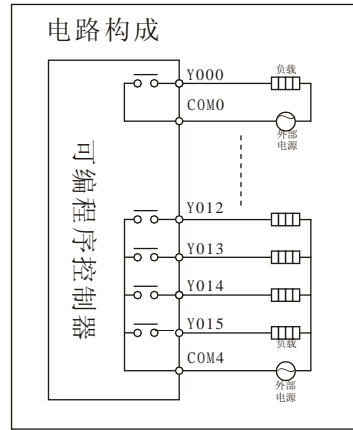 电路构成
可编程序控制器
Y000
负载
COM0
外部
电源
Y012
Y013
Y014
Y015
负载
COM4
外部
电源